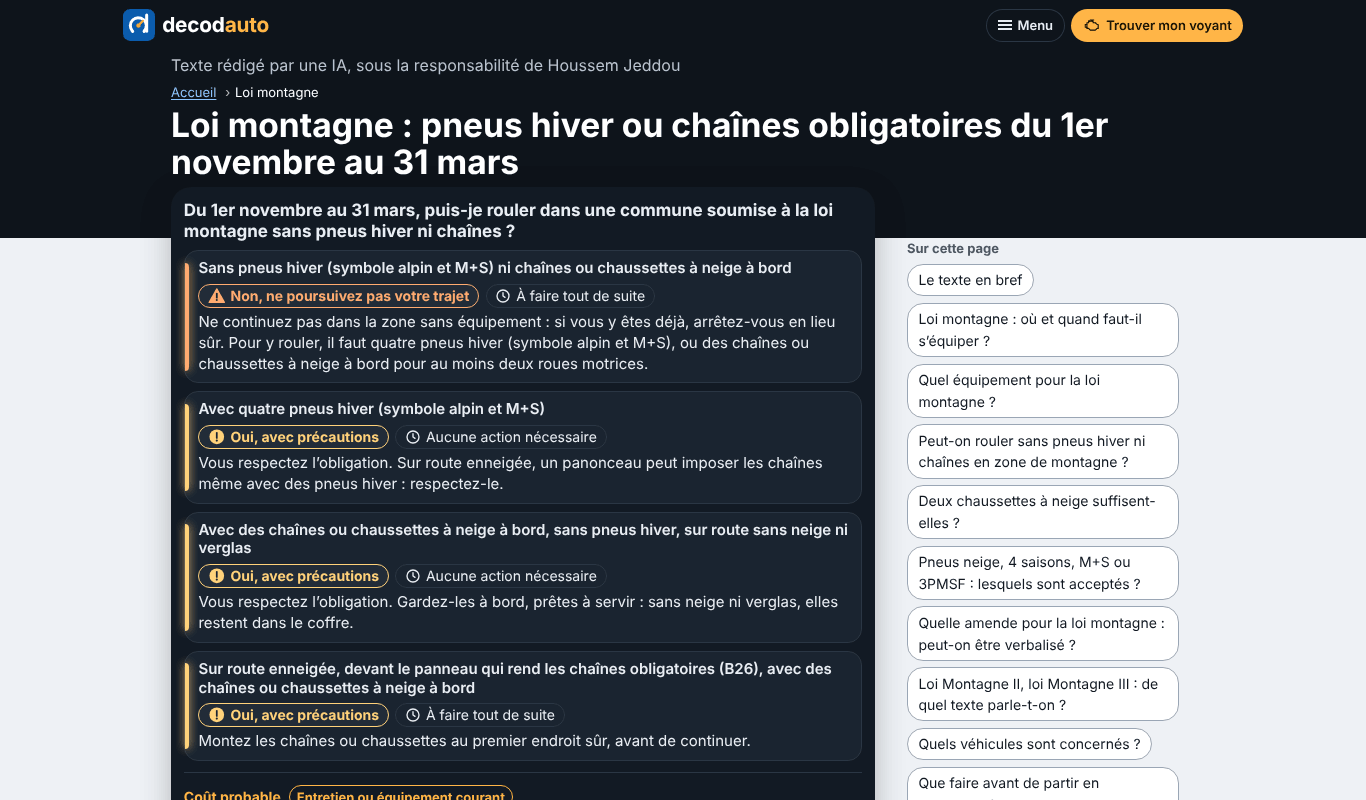 decodauto
Menu
Trouver mon voyant
Texte rédigé par une IA, sous la responsabilité de Houssem Jeddou
Accueil › Loi montagne
Loi montagne : pneus hiver ou chaînes obligatoires du 1er
novembre au 31 mars
Du 1er novembre au 31 mars, puis-je rouler dans une commune soumise à la loi
montagne sans pneus hiver ni chaînes ?
Sans pneus hiver (symbole alpin et M+S) ni chaînes ou chaussettes à neige à bord
Non, ne poursuivez pas votre trajet
À faire tout de suite
Ne continuez pas dans la zone sans équipement : si vous y êtes déjà, arrêtez-vous en lieu
sûr. Pour y rouler, il faut quatre pneus hiver (symbole alpin et M+S), ou des chaînes ou
chaussettes à neige à bord pour au moins deux roues motrices.
Avec quatre pneus hiver (symbole alpin et M+S)
Oui, avec précautions
Aucune action nécessaire
Vous respectez l’obligation. Sur route enneigée, un panonceau peut imposer les chaînes
même avec des pneus hiver : respectez-le.
Avec des chaînes ou chaussettes à neige à bord, sans pneus hiver, sur route sans neige ni
verglas
Oui, avec précautions
Aucune action nécessaire
Vous respectez l’obligation. Gardez-les à bord, prêtes à servir : sans neige ni verglas, elles
restent dans le coffre.
Sur route enneigée, devant le panneau qui rend les chaînes obligatoires (B26), avec des
chaînes ou chaussettes à neige à bord
Oui, avec précautions
À faire tout de suite
Montez les chaînes ou chaussettes au premier endroit sûr, avant de continuer.
Coût probable
Entretien ou équipement courant
Sur cette page
Le texte en bref
Loi montagne : où et quand faut-il
s’équiper ?
Quel équipement pour la loi
montagne ?
Peut-on rouler sans pneus hiver ni
chaînes en zone de montagne ?
Deux chaussettes à neige suffisent-
elles ?
Pneus neige, 4 saisons, M+S ou
3PMSF : lesquels sont acceptés ?
Quelle amende pour la loi montagne :
peut-on être verbalisé ?
Loi Montagne II, loi Montagne III : de
quel texte parle-t-on ?
Quels véhicules sont concernés ?
Que faire avant de partir en